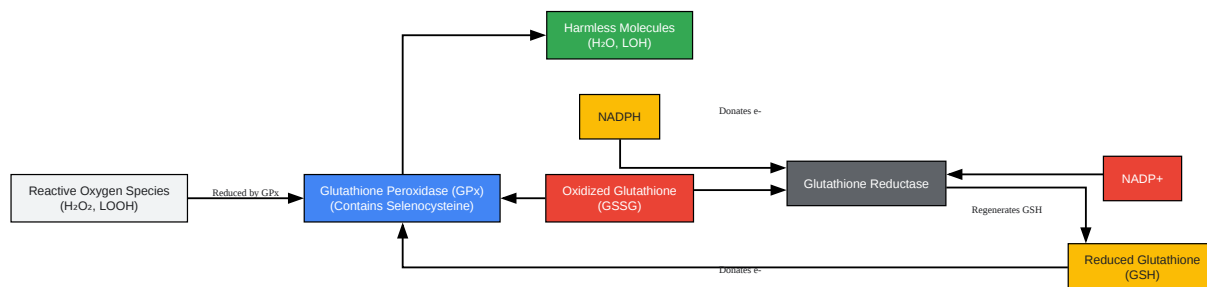 Harmless Molecules
(H₂O, LOH)
NADPH
Donates e-
Reactive Oxygen Species
(H₂O₂, LOOH)
Reduced by GPx
Glutathione Peroxidase (GPx)
(Contains Selenocysteine)
Oxidized Glutathione
(GSSG)
Glutathione Reductase
NADP+
Regenerates GSH
Reduced Glutathione
(GSH)
Donates e-